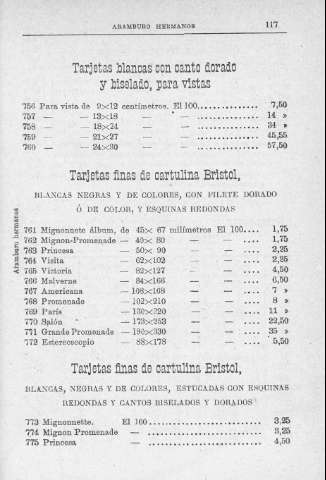 ARAMBURO HERMANOS 117
Tarjetas blancas con canto dorado
y biselado, para vistas
756 Para vista de 9×12 centímetros. El 100............... 7,50
757 — — 13×18 — — ............... 14 »
758 — — 18×24 — — ............... 34 »
759 — — 21×27 — — ............... 45,55
760 — — 24×30 — — ............... 57,50
Tarjetas finas de cartulina Bristol,
BLANCAS NEGRAS Y DE COLORES, CON FILETE DORADO
Ó DE COLOR, Y ESQUINAS REDONDAS
761 Mignonnete Álbum, de 45× 67 milímetros El 100.... 1,75
762 Mignon-Promenade — 40× 80 — — .... 1,75
763 Princesa — 50× 90 — — .... 2,25
764 Visita — 62×102 — — .... 2,25
765 Victoria — 82×127 — — .... 4,50
766 Malverne — 84×166 — — .... 6,50
767 Americana — 108×168 — — .... 7 »
768 Promenade — 102×210 — — .... 8 »
769 París — 130×220 — — .... 11 »
770 Salón — 173×253 — — .... 22,50
771 Grande Promenade — 190×330 — — .... 35 »
772 Estereoscopio — 88×178 — — .... 5,50
Aramburo hermanos
Tarjetas finas de cartulina Bristol,
BLANCAS, NEGRAS Y DE COLORES, ESTUCADAS CON ESQUINAS
REDONDAS Y CANTOS BISELADOS Y DORADOS
773 Mignonnette. El 100......................... 3,25
774 Mignon Promenade — ......................... 3,25
775 Princesa — ......................... 4,50